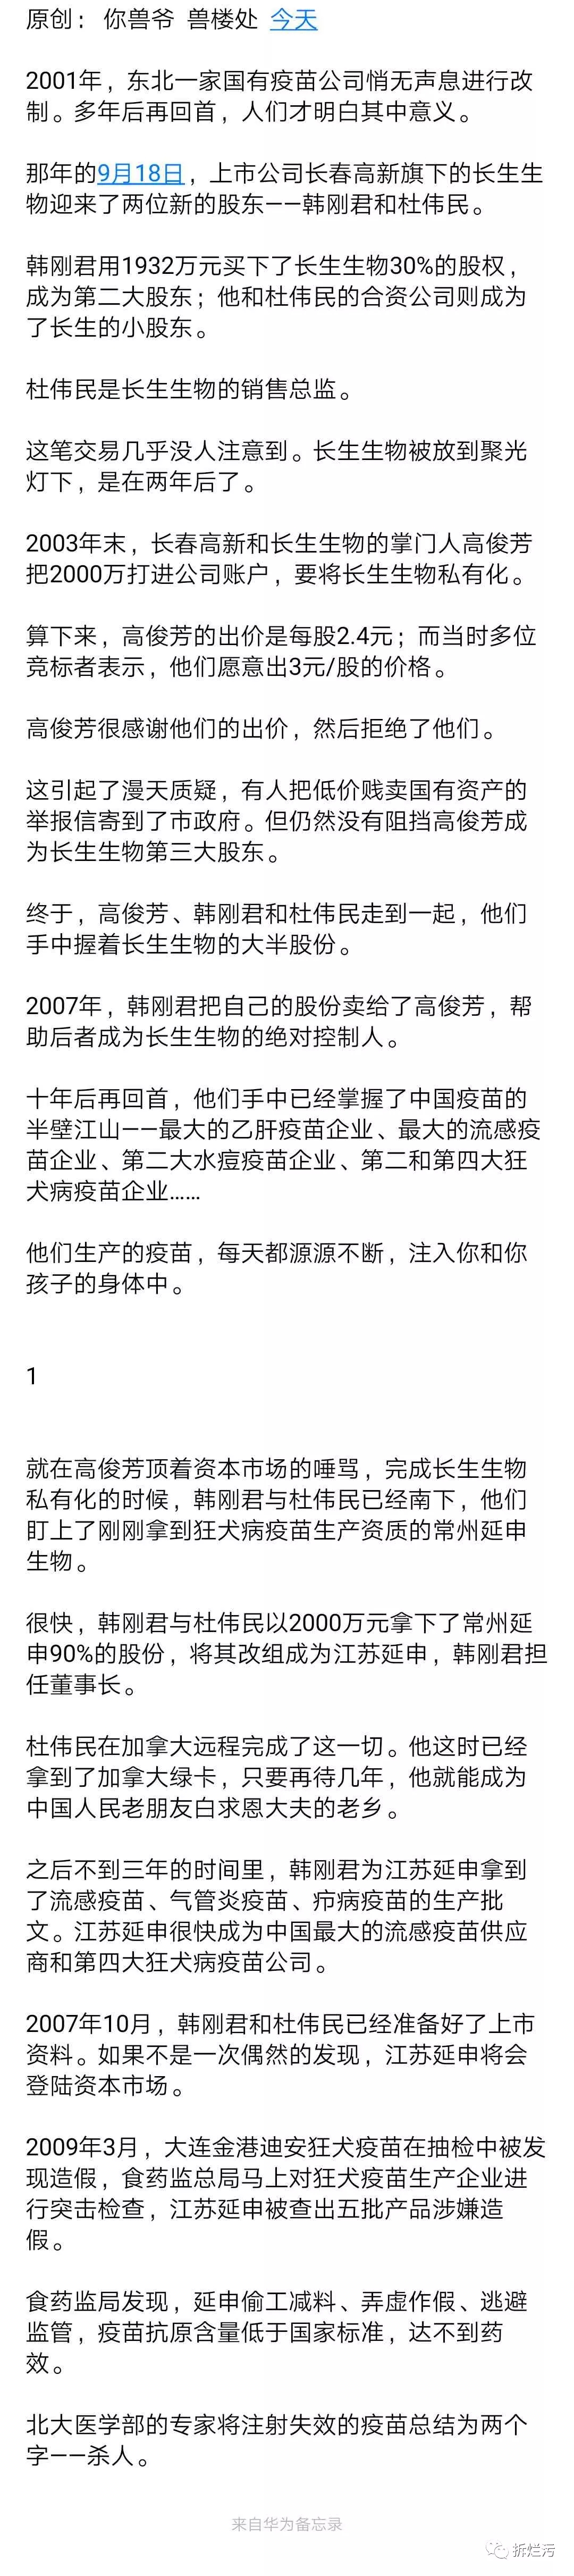 原创： 你兽爷 兽楼处 今天
2001年，东北一家国有疫苗公司悄无声息进行改
制。多年后再回首，人们才明白其中意义。
那年的9月18日，上市公司长春高新旗下的长生生
物迎来了两位新的股东——韩刚君和杜伟民。
韩刚君用1932万元买下了长生生物30%的股权，
成为第二大股东；他和杜伟民的合资公司则成为
了长生的小股东。
杜伟民是长生生物的销售总监。
这笔交易几乎没人注意到。长生生物被放到聚光
灯下，是在两年后了。
2003年末，长春高新和长生生物的掌门人高俊芳
把2000万打进公司账户，要将长生生物私有化。
算下来，高俊芳的出价是每股2.4元；而当时多位
竞标者表示，他们愿意出3元/股的价格。
高俊芳很感谢他们的出价，然后拒绝了他们。
这引起了漫天质疑，有人把低价贱卖国有资产的
举报信寄到了市政府。但仍然没有阻挡高俊芳成
为长生生物第三大股东。
终于，高俊芳、韩刚君和杜伟民走到一起，他们
手中握着长生生物的大半股份。
2007年，韩刚君把自己的股份卖给了高俊芳，帮
助后者成为长生生物的绝对控制人。
十年后再回首，他们手中已经掌握了中国疫苗的
半壁江山——最大的乙肝疫苗企业、最大的流感疫
苗企业、第二大水痘疫苗企业、第二和第四大狂
犬病疫苗企业……
他们生产的疫苗，每天都源源不断，注入你和你
孩子的身体中。
1
就在高俊芳顶着资本市场的唾骂，完成长生生物
私有化的时候，韩刚君与杜伟民已经南下，他们
盯上了刚刚拿到狂犬病疫苗生产资质的常州延申
生物。
很快，韩刚君与杜伟民以2000万元拿下了常州延
申90%的股份，将其改组成为江苏延申，韩刚君担
任董事长。
杜伟民在加拿大远程完成了这一切。他这时已经
拿到了加拿大绿卡，只要再待几年，他就能成为
中国人民老朋友白求恩大夫的老乡。
之后不到三年的时间里，韩刚君为江苏延申拿到
了流感疫苗、气管炎疫苗、疖病疫苗的生产批
文。江苏延申很快成为中国最大的流感疫苗供应
商和第四大狂犬病疫苗公司。
2007年10月，韩刚君和杜伟民已经准备好了上市
资料。如果不是一次偶然的发现，江苏延申将会
登陆资本市场。
2009年3月，大连金港迪安狂犬疫苗在抽检中被发
现造假，食药监总局马上对狂犬疫苗生产企业进
行突击检查，江苏延申被查出五批产品涉嫌造
假。
食药监局发现，延申偷工减料、弄虚作假、逃避
监管，疫苗抗原含量低于国家标准，达不到药
效。
北大医学部的专家将注射失效的疫苗总结为两个
字——杀人。
来自华为备忘录
拆烂污